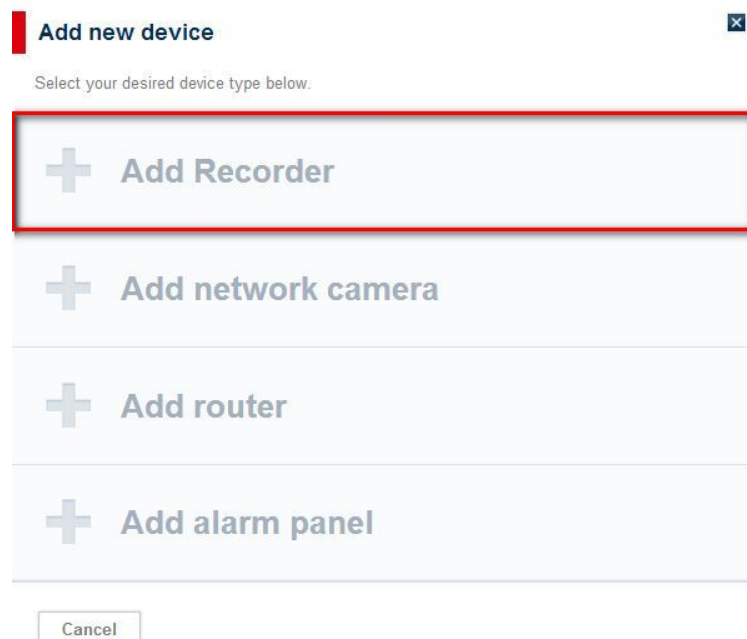 Add new device
Select your desired device type below.
Add Recorder
Add network camera
Add router
Add alarm panel
Cancel